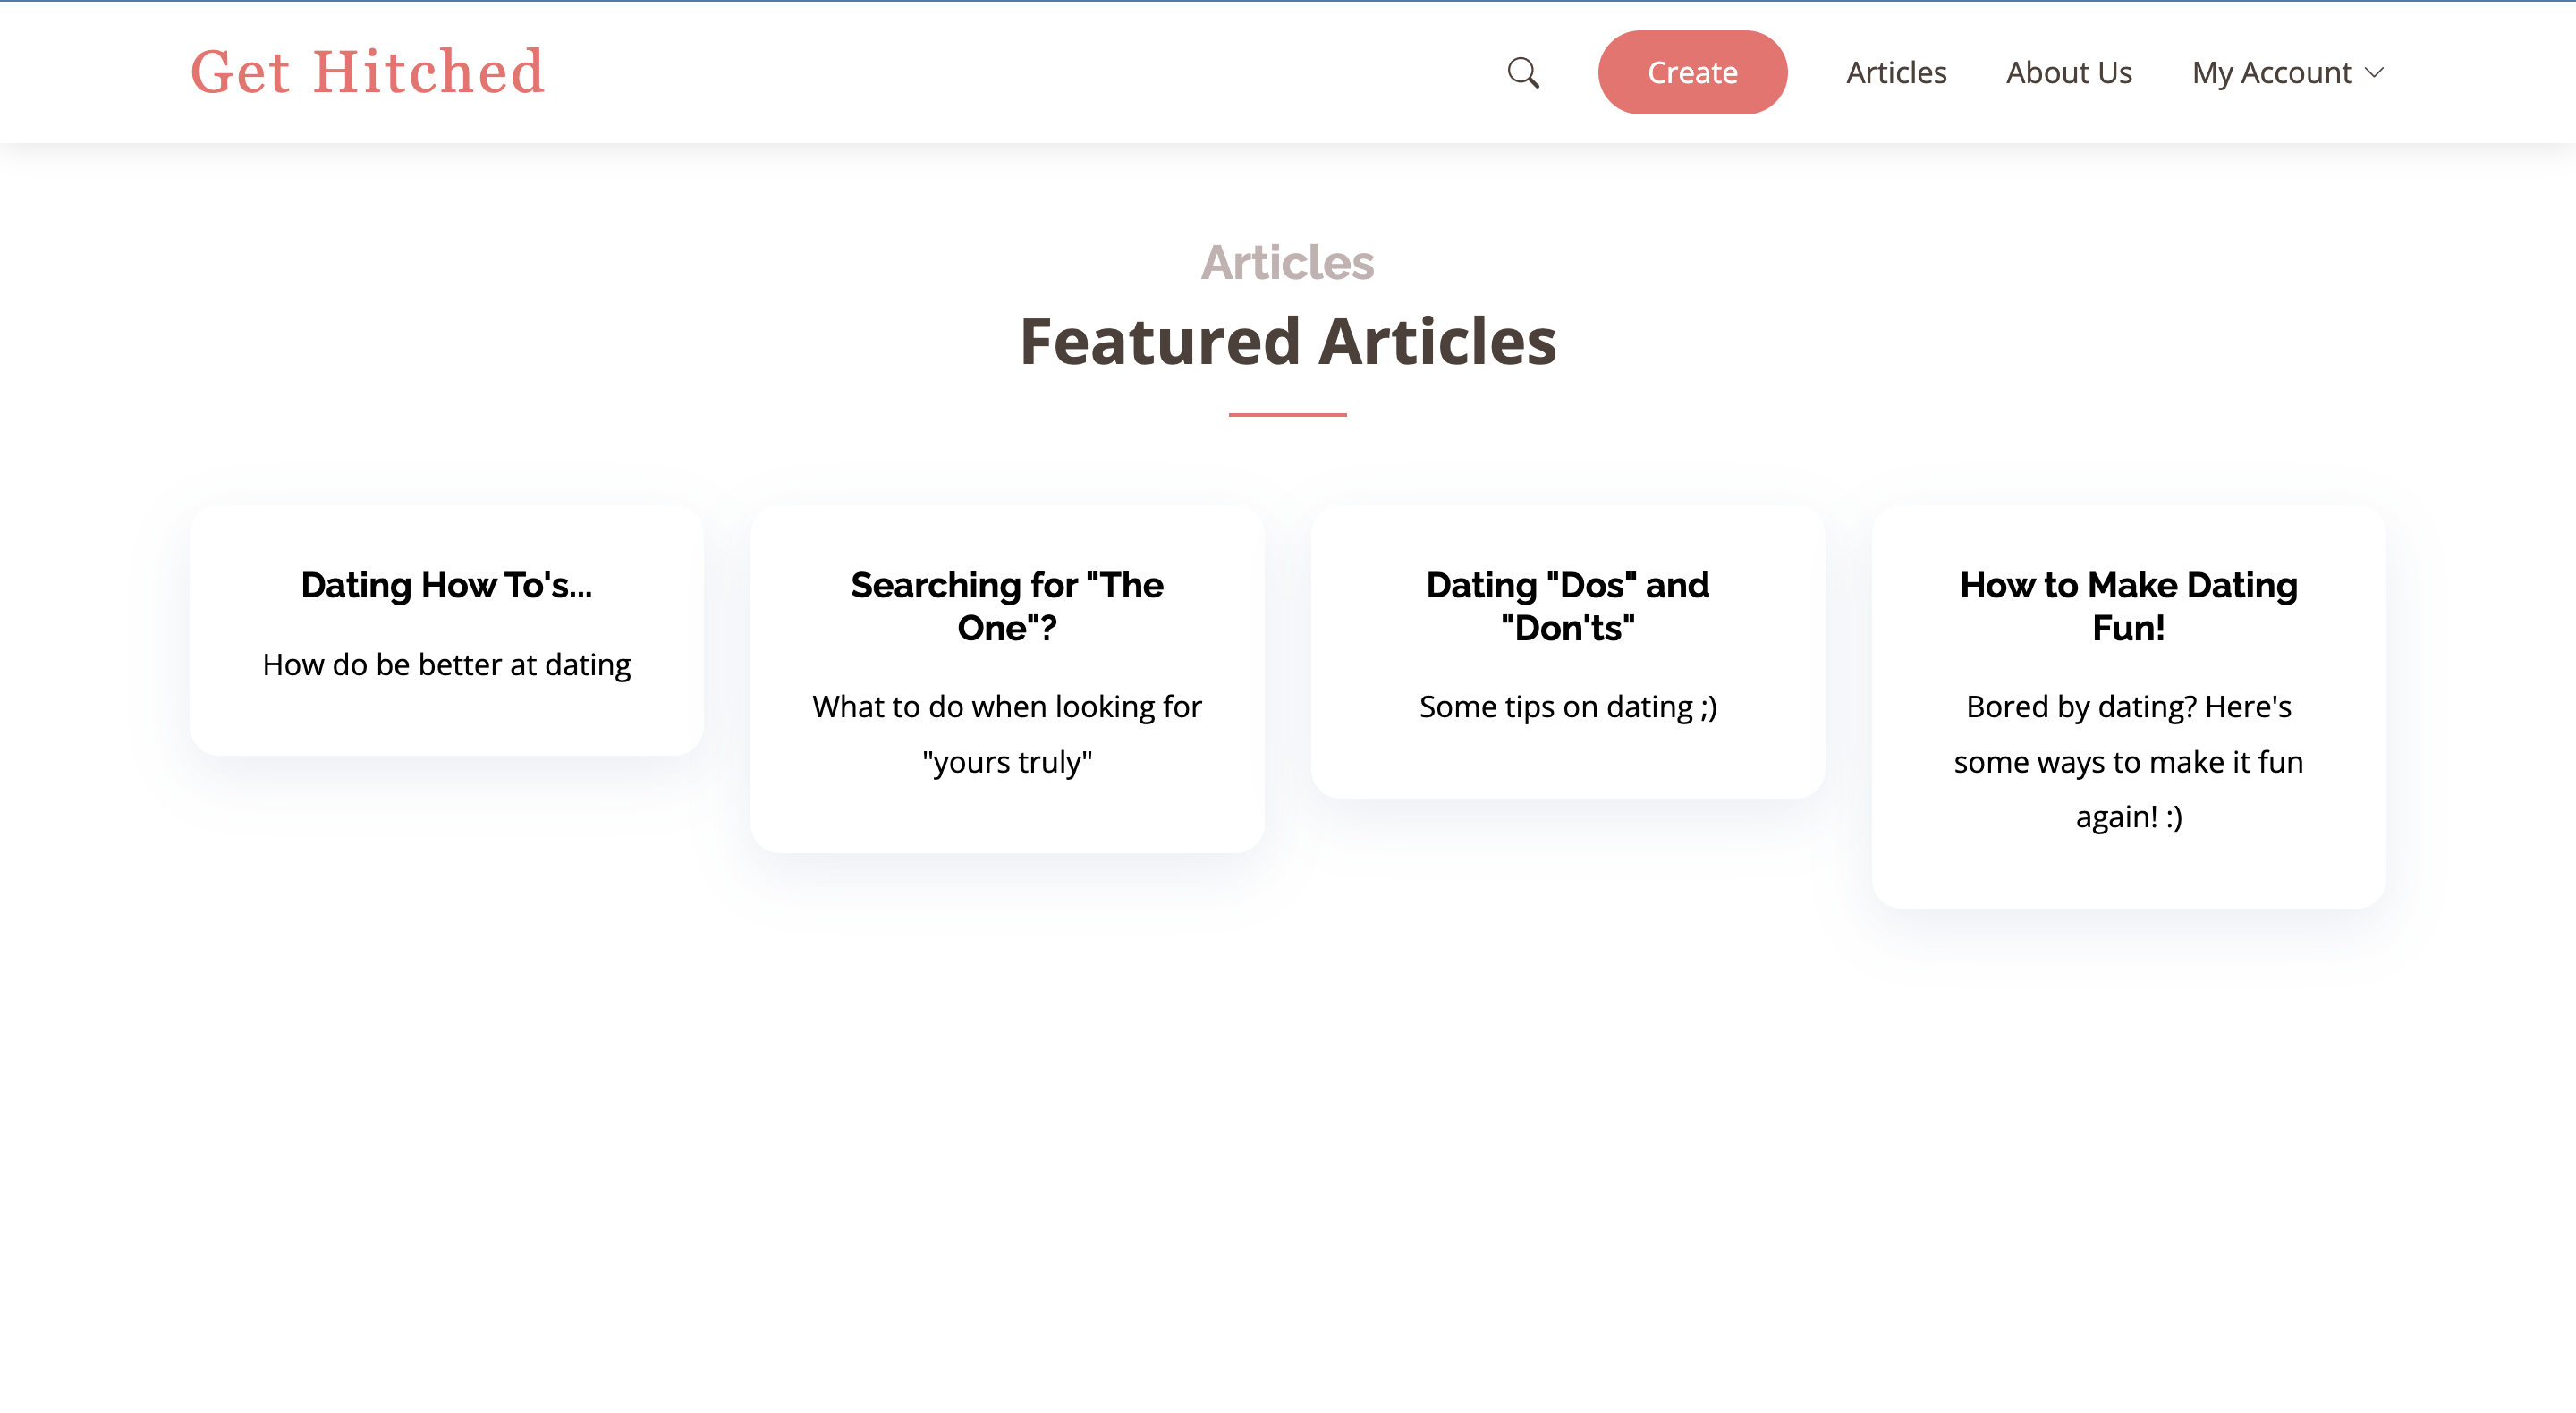 Get Hitched
Create
Articles
About Us
My Account
Articles
Featured Articles
Dating How To's...
How do be better at dating
Searching for "The
One"?
What to do when looking for
"yours truly"
Dating "Dos" and
"Don'ts"
Some tips on dating ;)
How to Make Dating
Fun!
Bored by dating? Here's
some ways to make it fun
again! :)